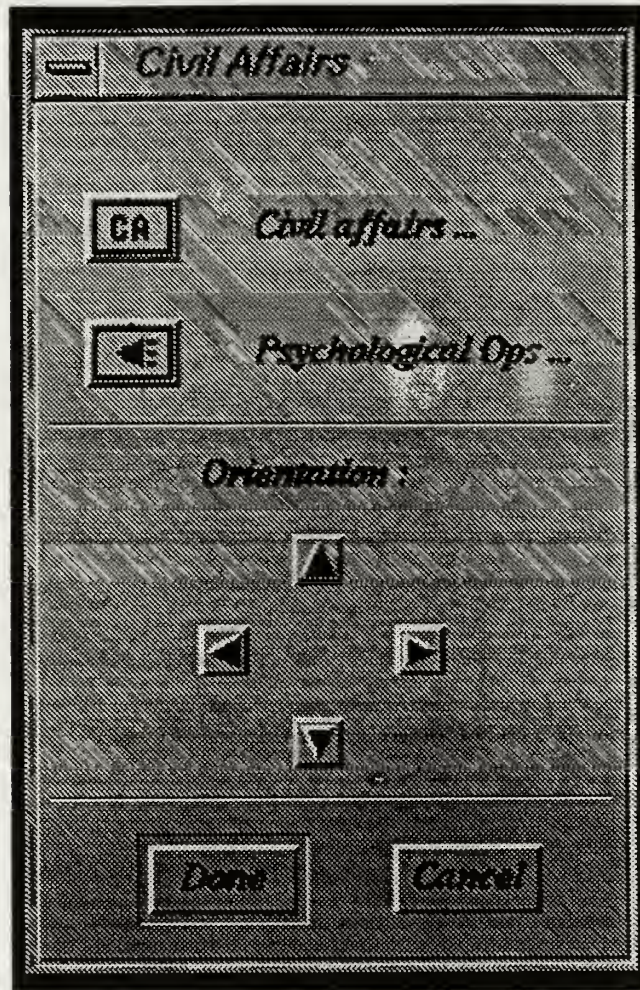 Civil Affairs
CA
Civil affairs ...
Psychological Ops ...
Orientation :
Done
Cancel